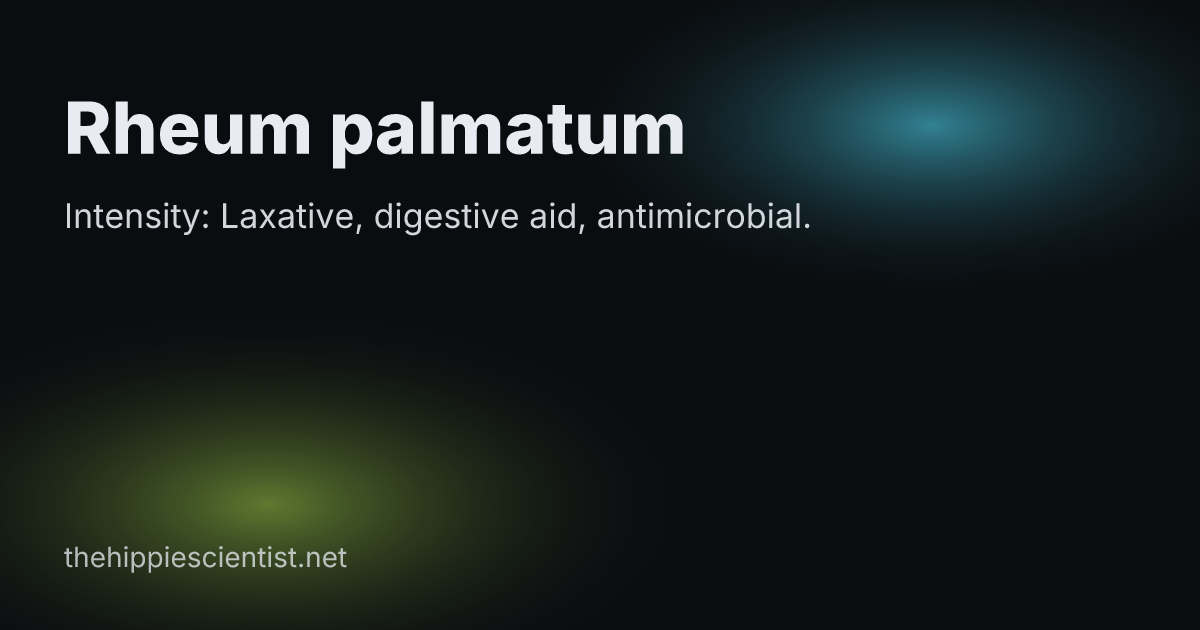 Rheum palmatum
Intensity: Laxative, digestive aid, antimicrobial.
thehippiescientist.net